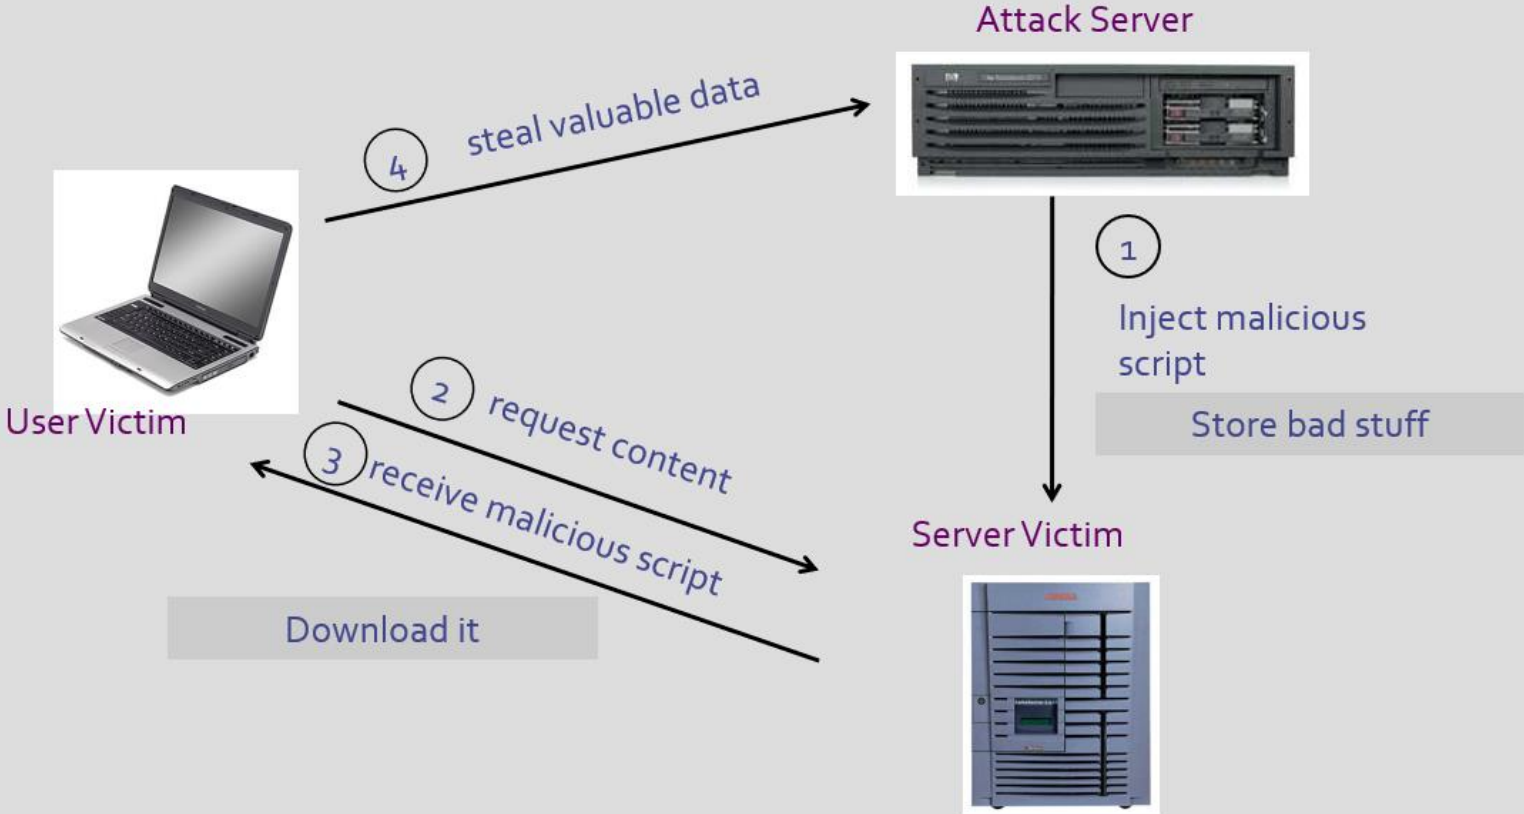 Attack Server
4 steal valuable data
1
Inject malicious
script
Store bad stuff
User Victim
2 request content
3 receive malicious script
Download it
Server Victim